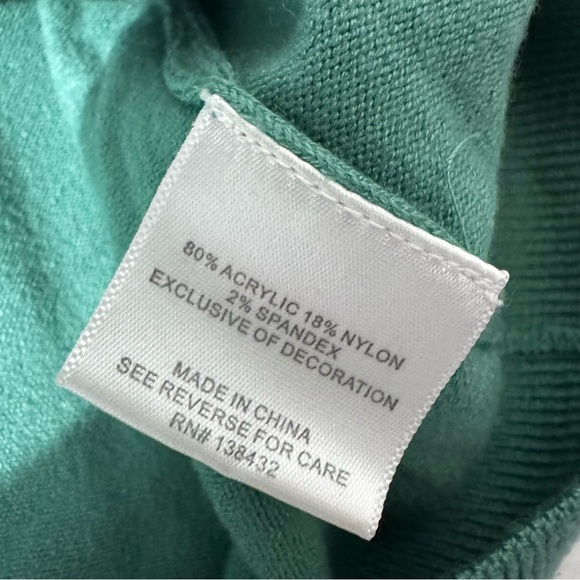 80% ACRYLIC 18% NYLON
2% SPANDEX
EXCLUSIVE OF DECORATION
MADE IN CHINA
SEE REVERSE FOR CARE
RN# 138432